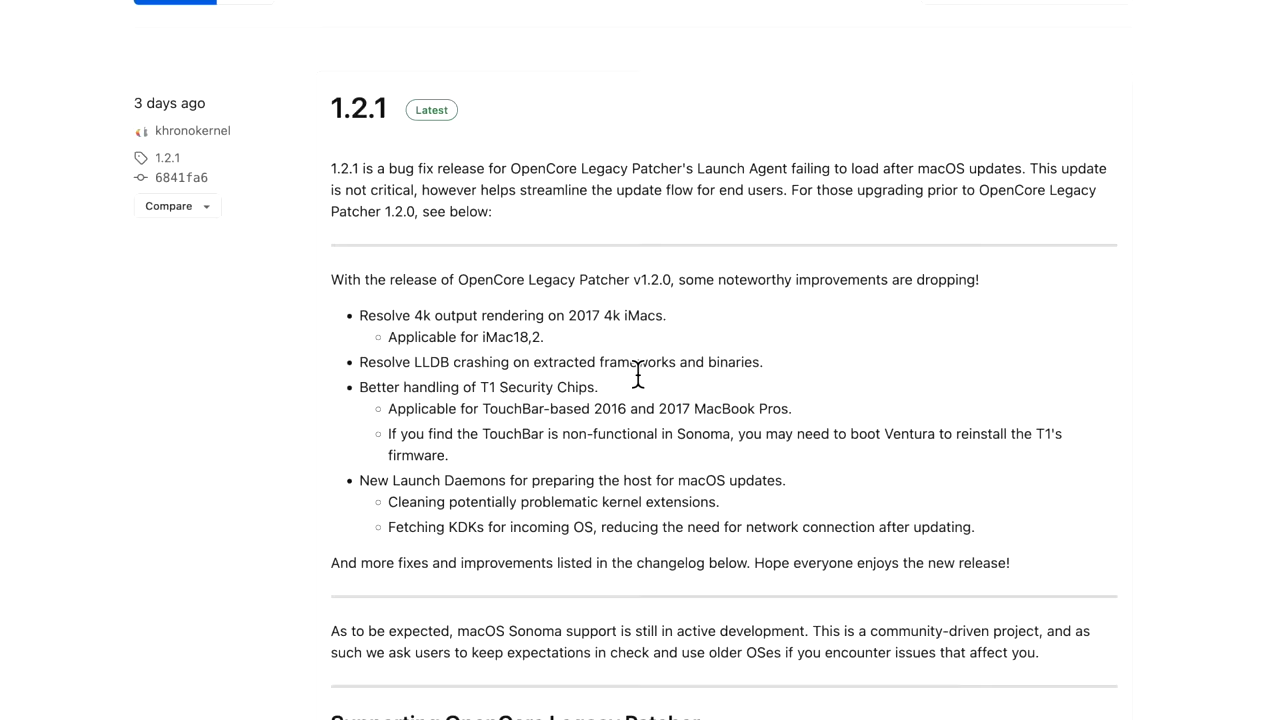 3 days ago
khronokernel
1.2.1
6841fa6
Compare
1.2.1 Latest
1.2.1 is a bug fix release for OpenCore Legacy Patcher's Launch Agent failing to load after macOS updates. This update
is not critical, however helps streamline the update flow for end users. For those upgrading prior to OpenCore Legacy
Patcher 1.2.0, see below:
With the release of OpenCore Legacy Patcher v1.2.0, some noteworthy improvements are dropping!
• Resolve 4k output rendering on 2017 4k iMacs.
○ Applicable for iMac18,2.
• Resolve LLDB crashing on extracted frameworks and binaries.
• Better handling of T1 Security Chips.
○ Applicable for TouchBar-based 2016 and 2017 MacBook Pros.
○ If you find the TouchBar is non-functional in Sonoma, you may need to boot Ventura to reinstall the T1's
firmware.
• New Launch Daemons for preparing the host for macOS updates.
○ Cleaning potentially problematic kernel extensions.
○ Fetching KDKs for incoming OS, reducing the need for network connection after updating.
And more fixes and improvements listed in the changelog below. Hope everyone enjoys the new release!
As to be expected, macOS Sonoma support is still in active development. This is a community-driven project, and as
such we ask users to keep expectations in check and use older OSes if you encounter issues that affect you.
Supporting OpenCore Legacy Patcher